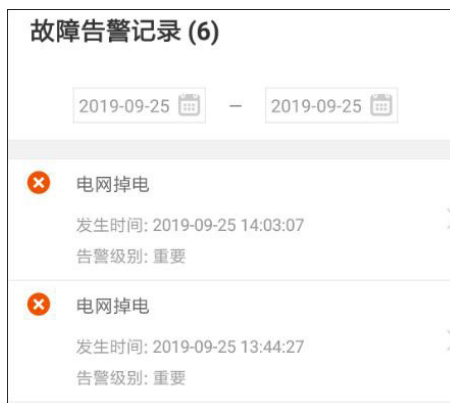 故障告警记录 (6)
2019-09-25 — 2019-09-25
电网掉电
发生时间: 2019-09-25 14:03:07
告警级别: 重要
电网掉电
发生时间: 2019-09-25 13:44:27
告警级别: 重要